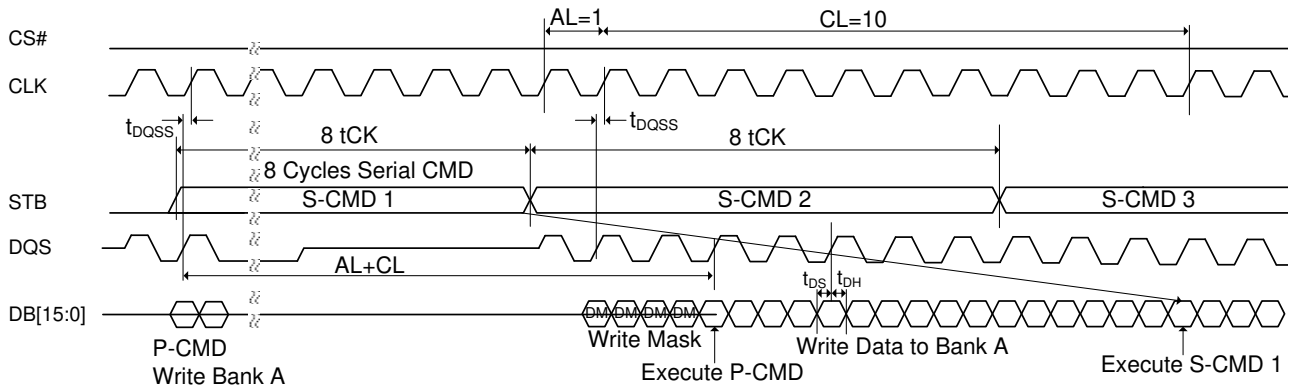 AL=1
CL=10
CS#
CLK
tDQSS
8 tCK
tDQSS
8 tCK
8 Cycles Serial CMD
STB
S-CMD 1
S-CMD 2
S-CMD 3
DQS
AL+CL
tDS
tDH
DB[15:0]
DM DM DM DM
P-CMD
Write Bank A
Write Mask
Execute P-CMD
Write Data to Bank A
Execute S-CMD 1